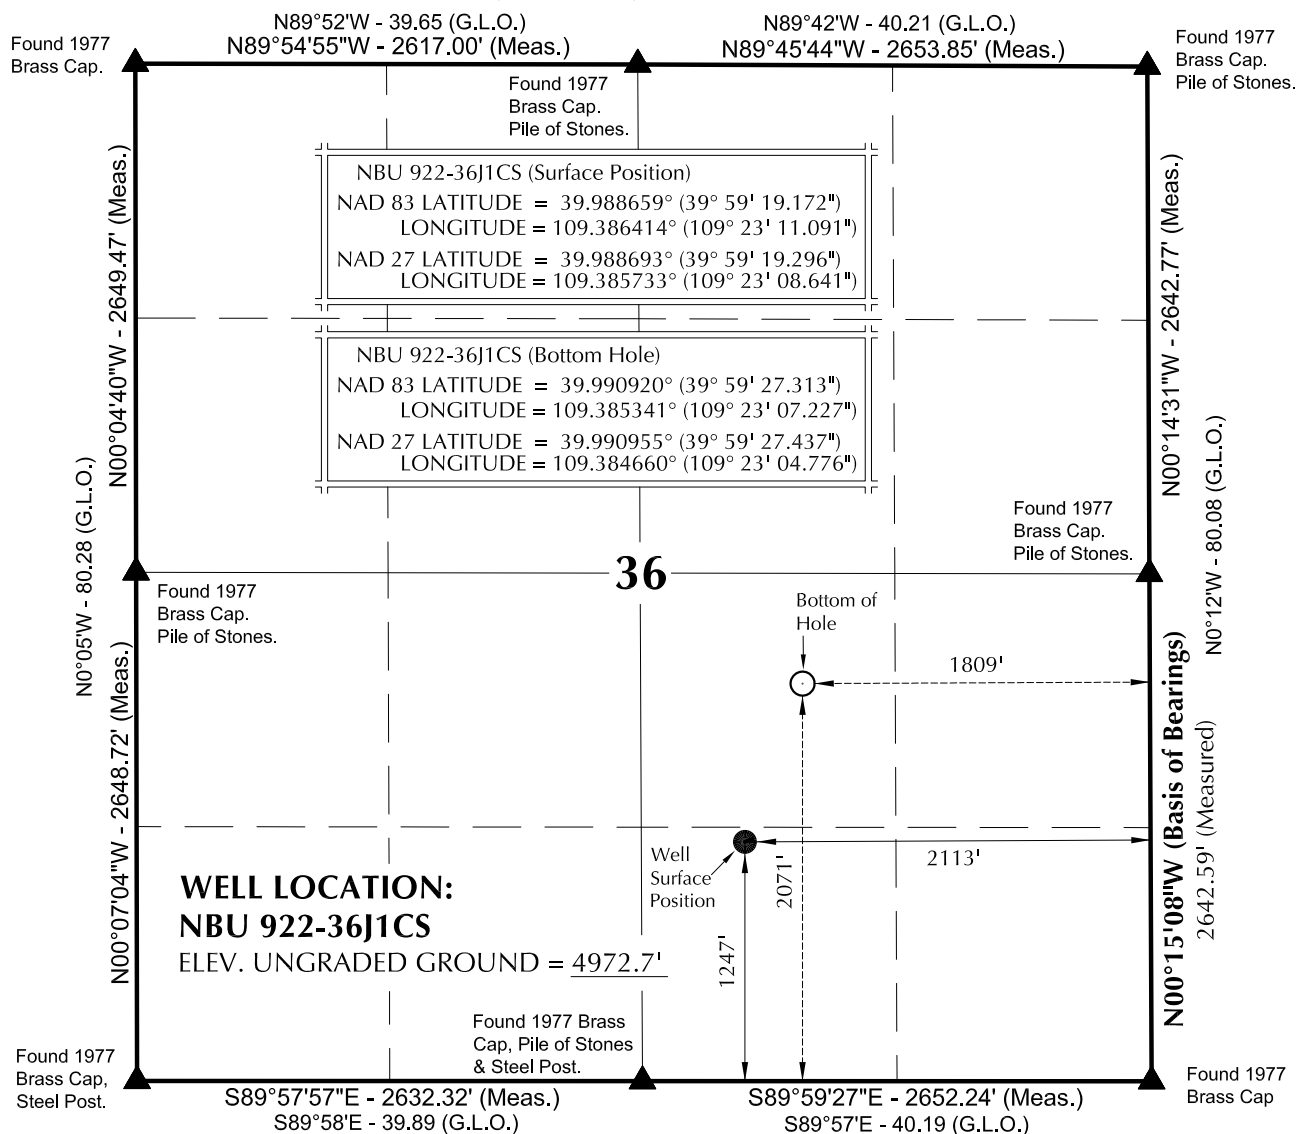 N89°52'W - 39.65 (G.L.O.)
N89°54'55"W - 2617.00' (Meas.)
N89°42'W - 40.21 (G.L.O.)
N89°45'44"W - 2653.85' (Meas.)
Found 1977
Brass Cap.
Found 1977
Brass Cap.
Pile of Stones.
Found 1977
Brass Cap.
Pile of Stones.
NBU 922-36J1CS (Surface Position)
NAD 83 LATITUDE = 39.988659° (39° 59' 19.172")
LONGITUDE = 109.386414° (109° 23' 11.091")
NAD 27 LATITUDE = 39.988693° (39° 59' 19.296")
LONGITUDE = 109.385733° (109° 23' 08.641")
NBU 922-36J1CS (Bottom Hole)
NAD 83 LATITUDE = 39.990920° (39° 59' 27.313")
LONGITUDE = 109.385341° (109° 23' 07.227")
NAD 27 LATITUDE = 39.990955° (39° 59' 27.437")
LONGITUDE = 109.384660° (109° 23' 04.776")
N00°04'40"W - 2649.47' (Meas.)
N0°05'W - 80.28 (G.L.O.)
N00°07'04"W - 2648.72' (Meas.)
N00°14'31"W - 2642.77' (Meas.)
N0°12'W - 80.08 (G.L.O.)
N00°15'08"W (Basis of Bearings)
2642.59' (Measured)
Found 1977
Brass Cap.
Pile of Stones.
36
Found 1977
Brass Cap.
Pile of Stones.
Bottom of
Hole
1809'
Well
Surface
Position
2113'
2071'
1247'
WELL LOCATION:
NBU 922-36J1CS
ELEV. UNGRADED GROUND = 4972.7'
Found 1977
Brass Cap,
Steel Post.
Found 1977 Brass
Cap, Pile of Stones
& Steel Post.
Found 1977
Brass Cap
S89°57'57"E - 2632.32' (Meas.)
S89°58'E - 39.89 (G.L.O.)
S89°59'27"E - 2652.24' (Meas.)
S89°57'E - 40.19 (G.L.O.)